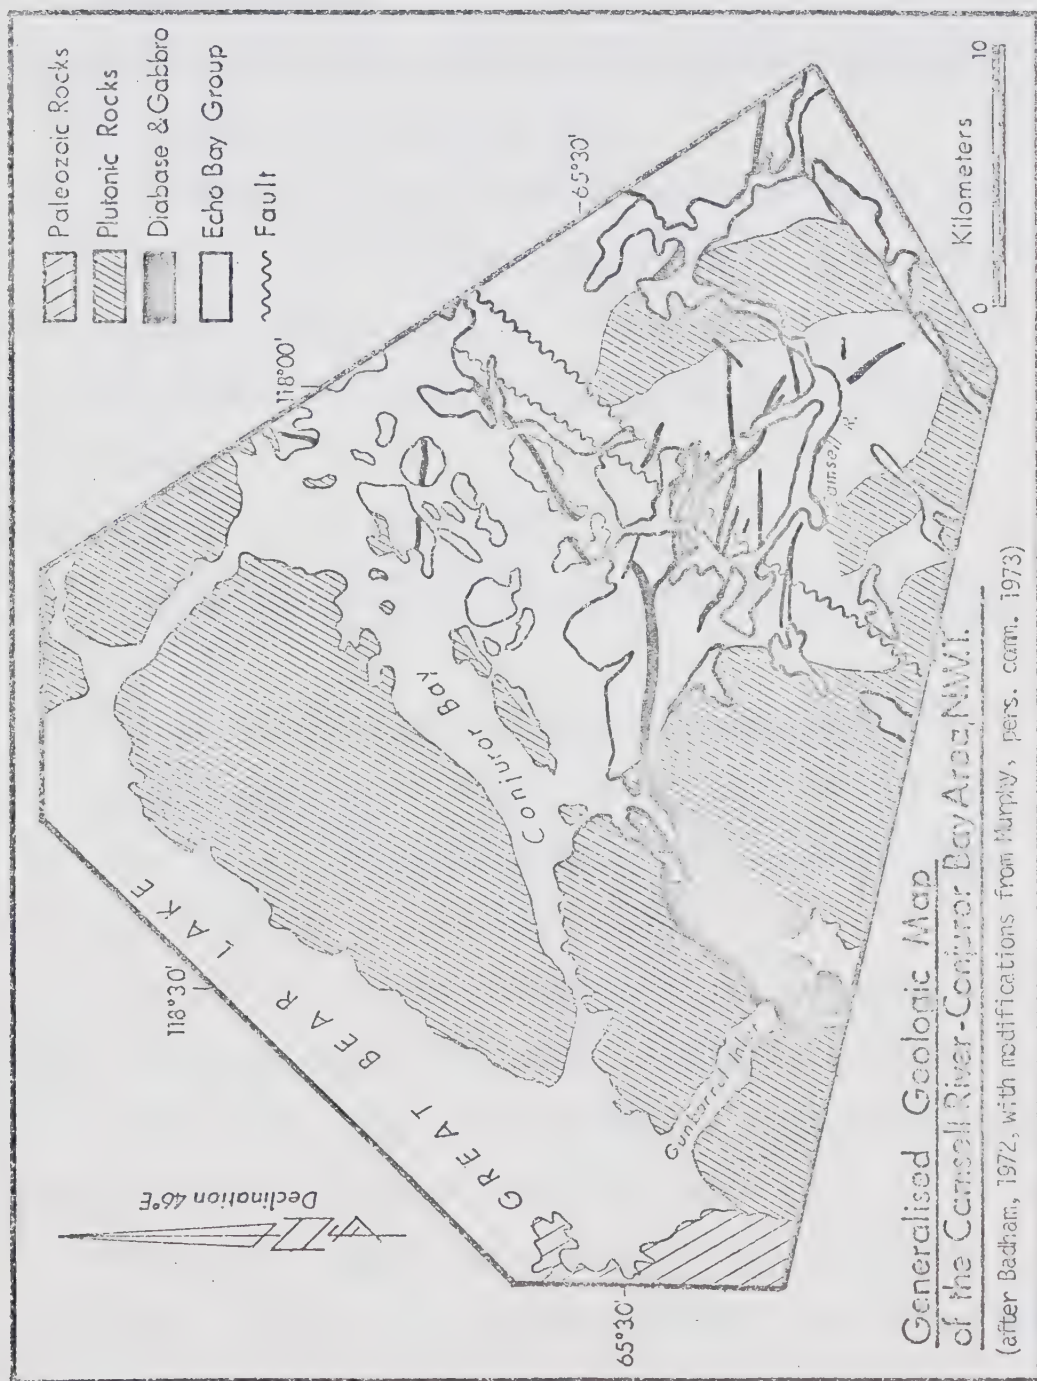 Paleozoic Rocks
Plutonic Rocks
Diabase & Gabbro
Echo Bay Group
Fault
118°00'
65°30'
118°30'
65°30'
Declination 46°E
GREAT BEAR LAKE
Conjuror Bay
Gunbarrel Inlet
Camsell R.
Kilometers
0 10
Generalised Geologic Map
of the Camsell River-Conjuror Bay Area, N.W.T.
(after Badham, 1972, with modifications from Murphy, pers. comm. 1973)